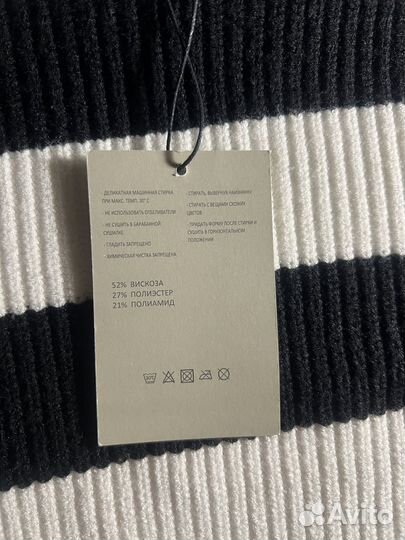 - ДЕЛИКАТНАЯ МАШИННАЯ СТИРКА
ПРИ МАКС. ТЕМП. 30° С
- НЕ ИСПОЛЬЗОВАТЬ ОТБЕЛИВАТЕЛИ
- НЕ СУШИТЬ В БАРАБАННОЙ
СУШИЛКЕ
- ГЛАДИТЬ ЗАПРЕЩЕНО
- ХИМИЧЕСКАЯ ЧИСТКА ЗАПРЕЩЕНА
- СТИРАТЬ, ВЫВЕРНУВ НАИЗНАНКУ
- СТИРАТЬ С ВЕЩАМИ СХОЖИХ
ЦВЕТОВ
- ПРИДАТЬ ФОРМУ ПОСЛЕ СТИРКИ И
СУШИТЬ В ГОРИЗОНТАЛЬНОМ
ПОЛОЖЕНИИ
52% ВИСКОЗА
27% ПОЛИЭСТЕР
21% ПОЛИАМИД
30°
Avito